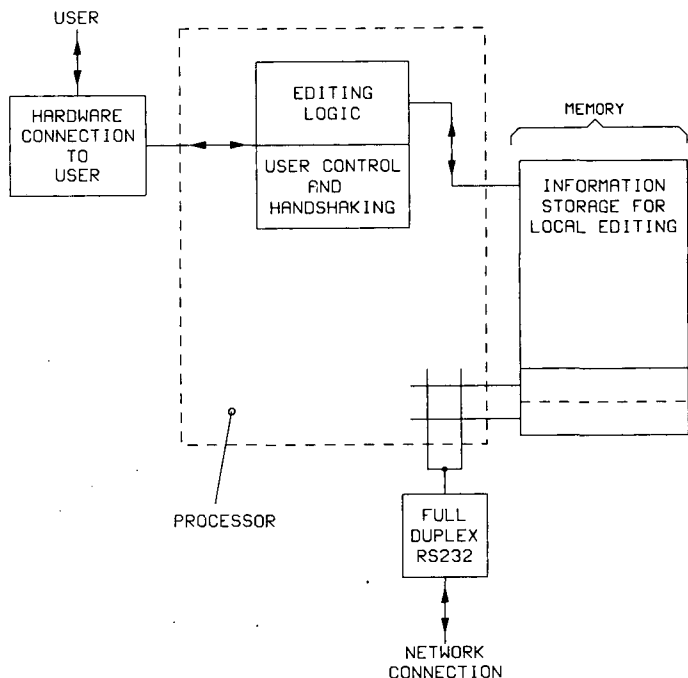 USER
HARDWARE
CONNECTION
TO
USER
EDITING
LOGIC
USER CONTROL
AND
HANDSHAKING
MEMORY
INFORMATION
STORAGE FOR
LOCAL EDITING
PROCESSOR
FULL
DUPLEX
RS232
NETWORK
CONNECTION